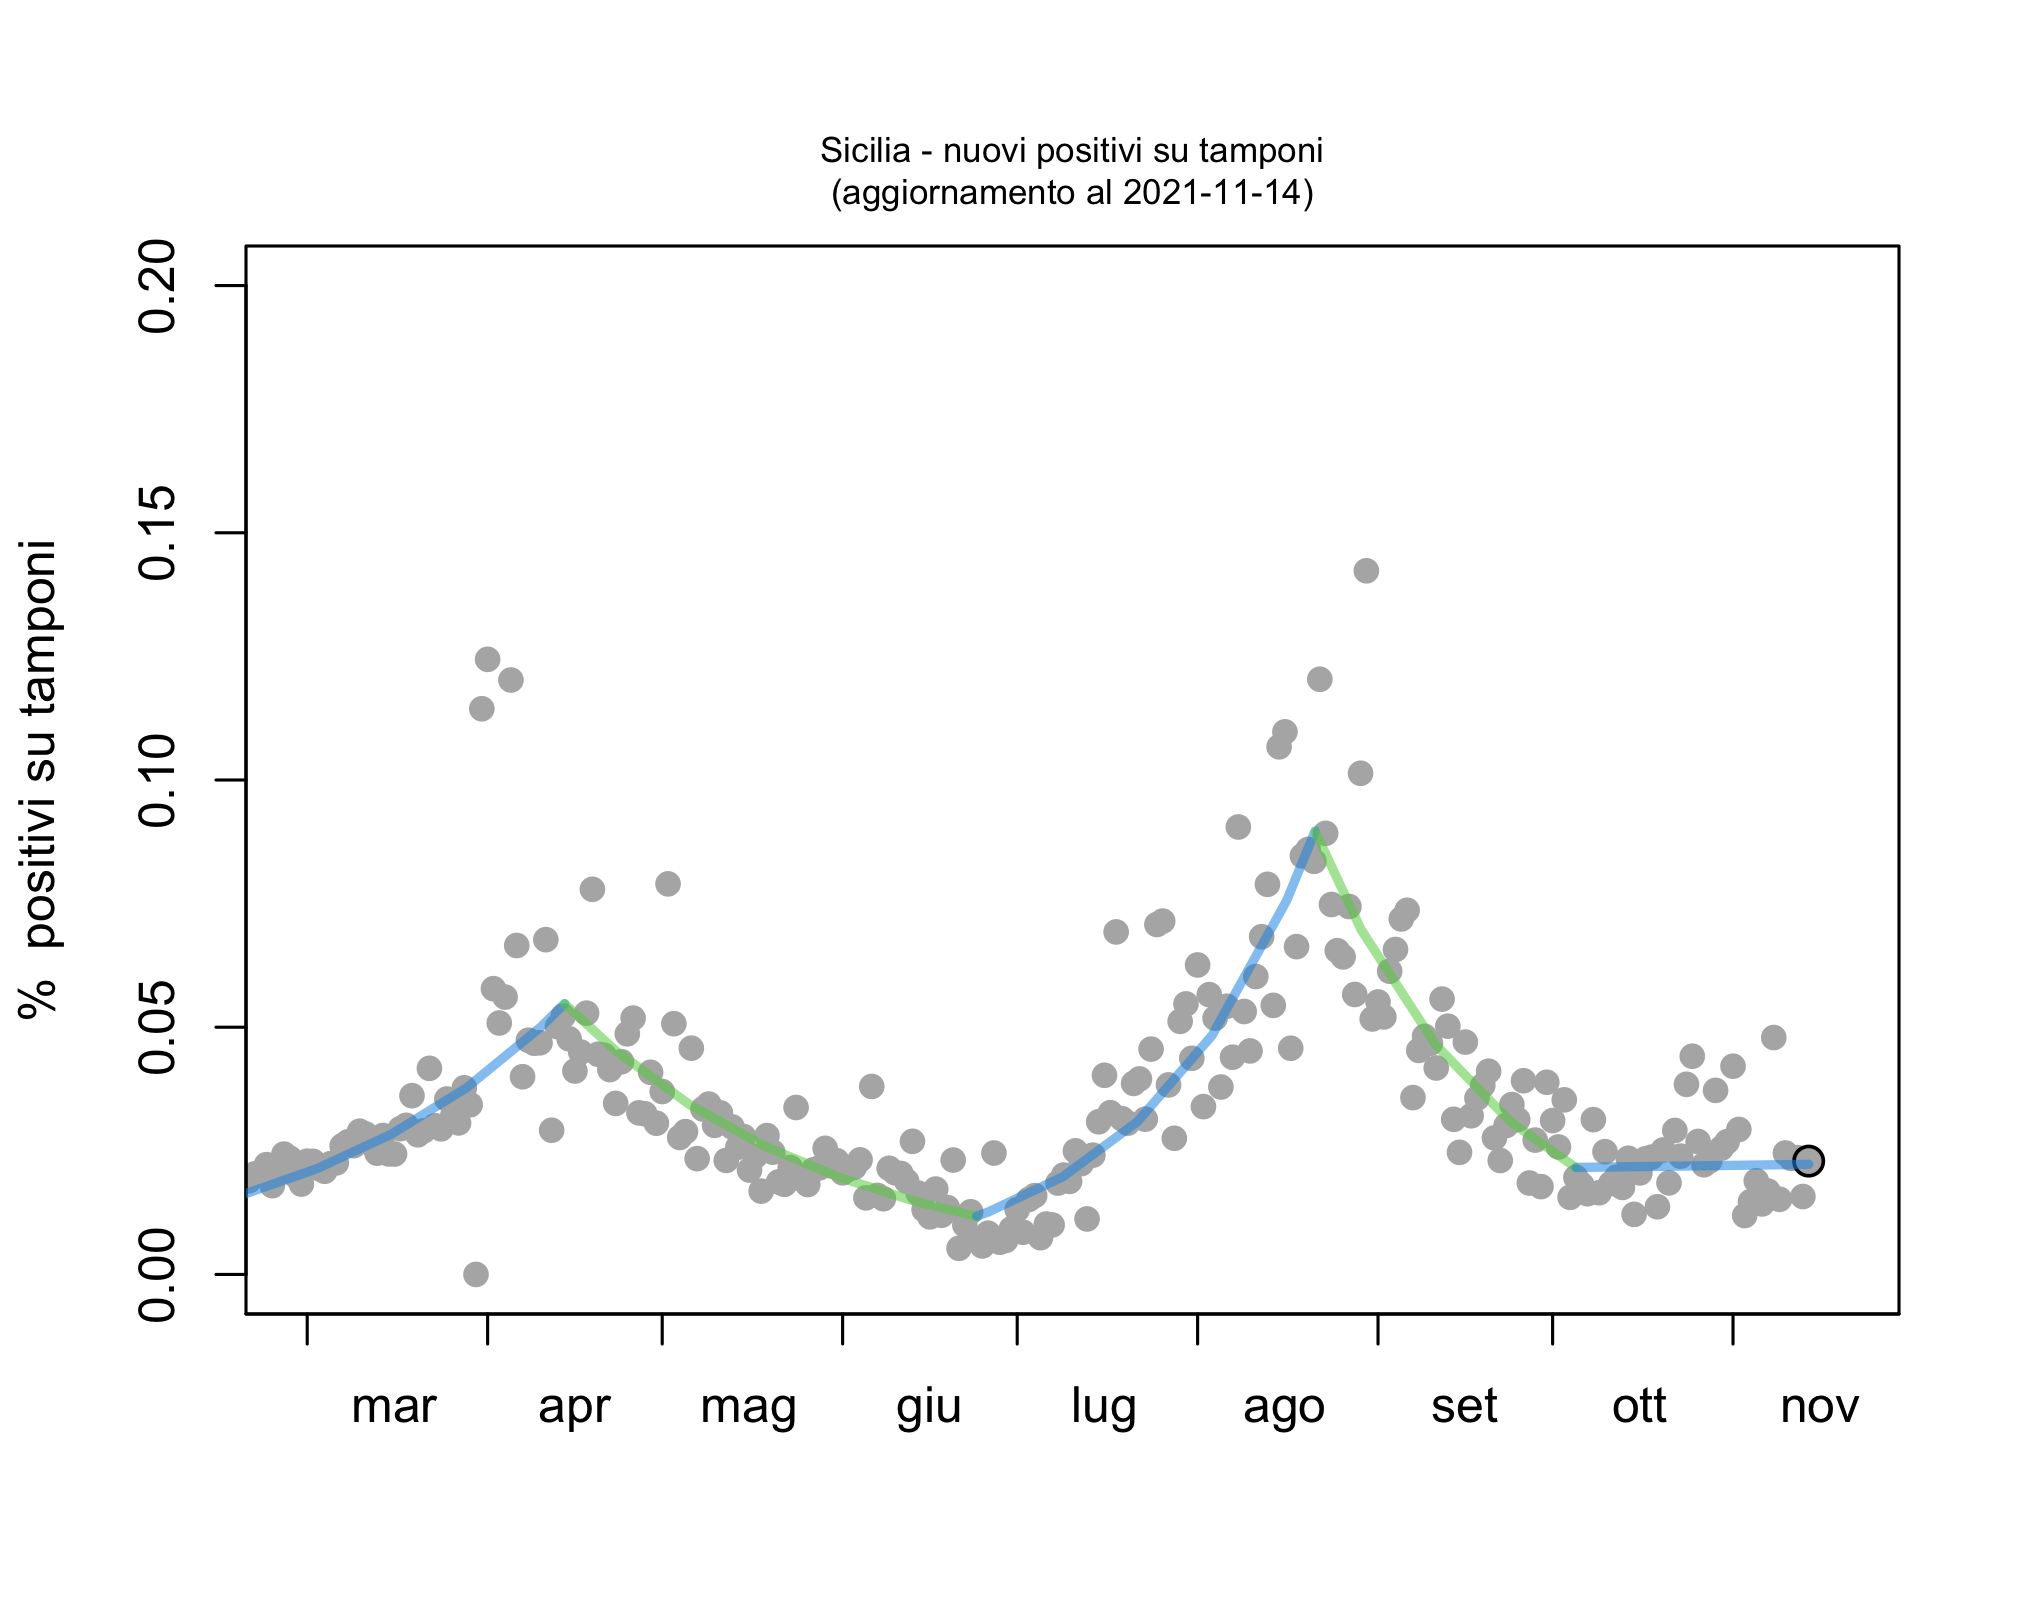 Sicilia - nuovi positivi su tamponi
(aggiornamento al 2021-11-14)
% positivi su tamponi
0.20
0.15
0.10
0.05
0.00
mar apr mag giu lug ago set ott nov